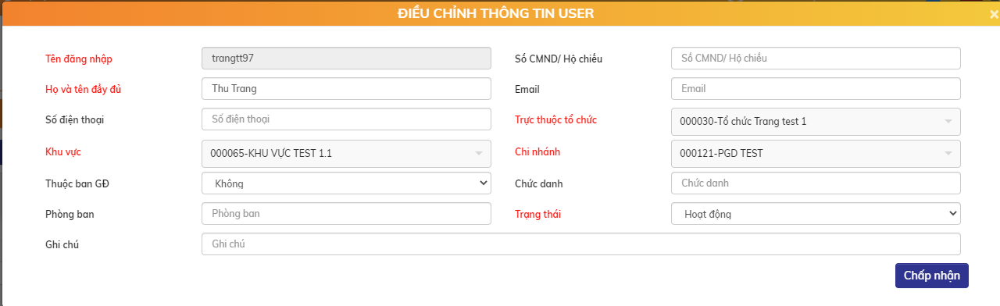 ĐIỀU CHỈNH THÔNG TIN USER
Tên đăng nhập trangtt97 Số CMND/ Hộ chiếu Số CMND/ Hộ chiếu
Họ và tên đầy đủ Thu Trang Email Email
Số điện thoại Số điện thoại Trực thuộc tổ chức 000030-Tổ chức Trang test 1
Khu vực 000065-KHU VỰC TEST 1.1 Chi nhánh 000121-PGD TEST
Thuộc ban GĐ Không Chức danh Chức danh
Phòng ban Phòng ban Trạng thái Hoạt động
Ghi chú Ghi chú
Chấp nhận